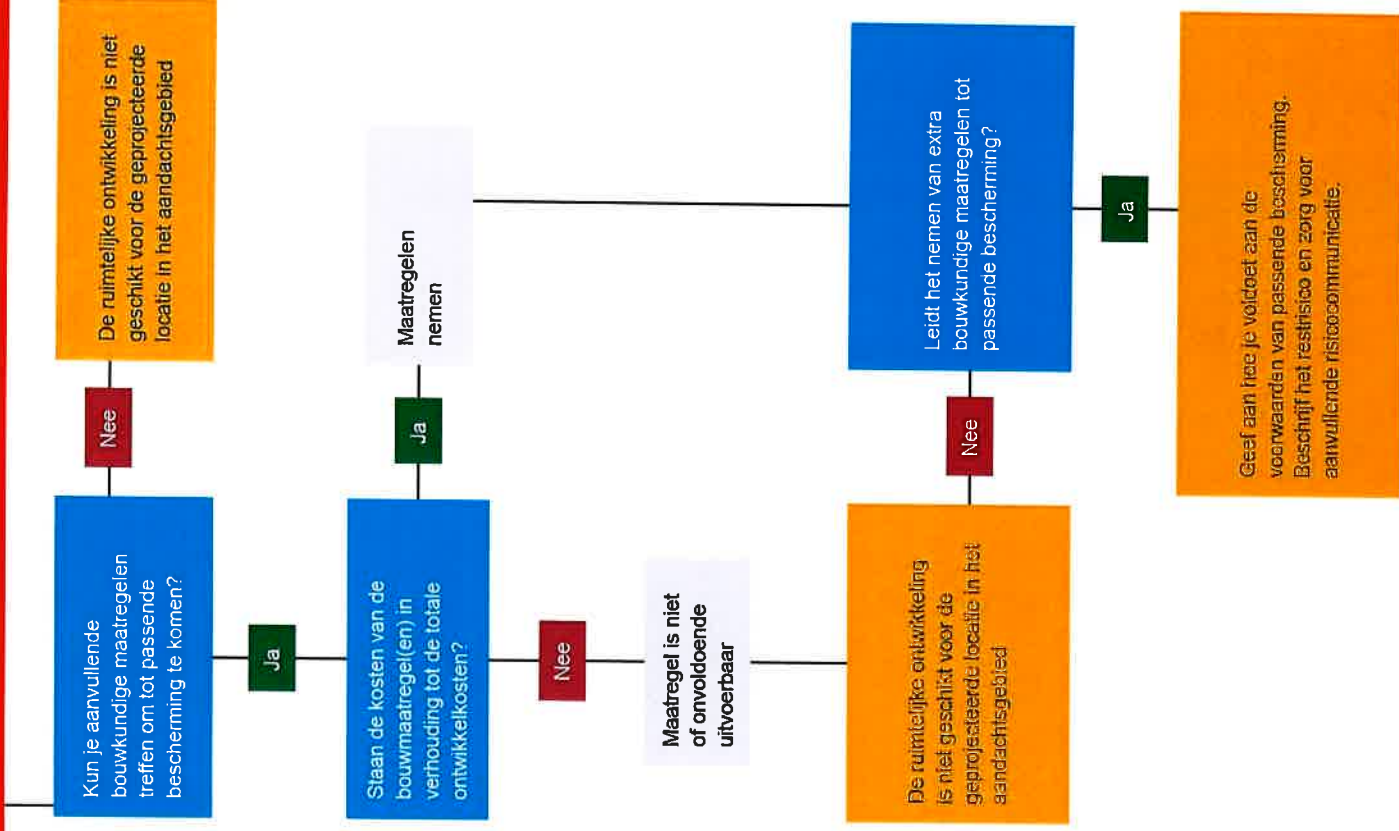 Kun je aanvullende
bouwkundige maatregelen
treffen om tot passende
bescherming te komen?
Nee
De ruimtelijke ontwikkeling is niet
geschikt voor de geprojecteerde
locatie in het aandachtsgebied
Ja
Staan de kosten van de
bouwmaatregel(en) in
verhouding tot de totale
ontwikkelkosten?
Ja
Maatregelen
nemen
Nee
Maatregel is niet
of onvoldoende
uitvoerbaar
De ruimtelijke ontwikkeling
is niet geschikt voor de
geprojecteerde locatie in het
aandachtsgebied
Nee
Leidt het nemen van extra
bouwkundige maatregelen tot
passende bescherming?
Ja
Geef aan hoe je voldoet aan de
voorwaarden van passende bescherming.
Beschrijf het restrisico en zorg voor
aanvullende risicocommunicatie.